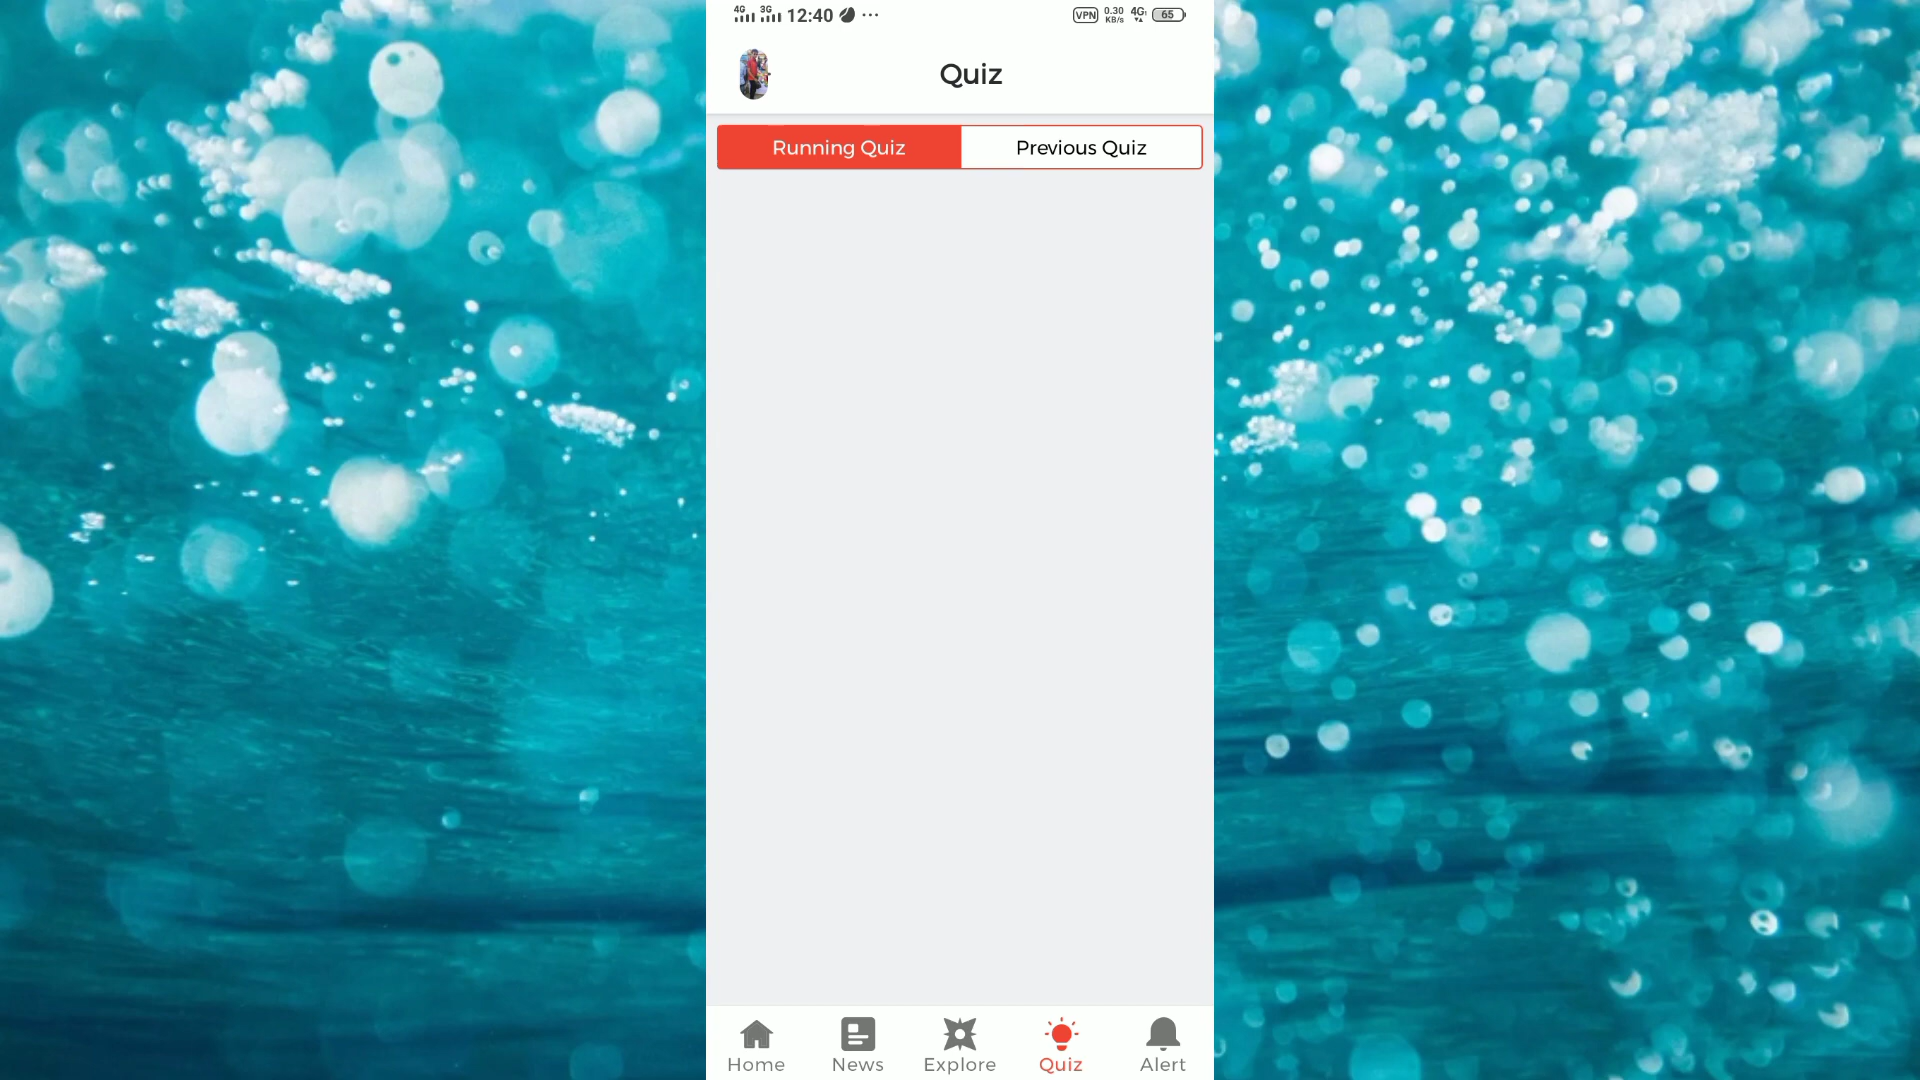 4G 3G 12:40 ... VPN 0.30 KB/s 4G 65
Quiz
Running Quiz Previous Quiz
Home News Explore Quiz Alert